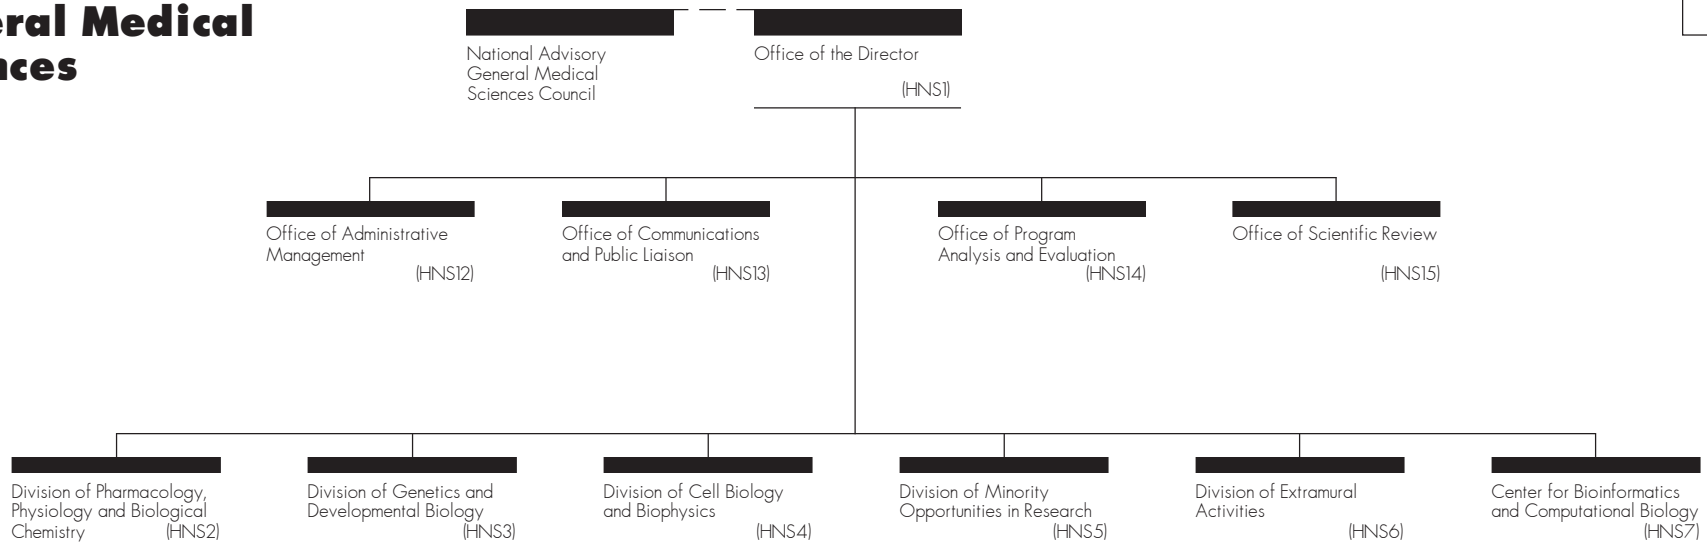 eral Medical
nces
National Advisory
General Medical
Sciences Council
Office of the Director
(HNS1)
Office of Administrative
Management
(HNS12)
Office of Communications
and Public Liaison
(HNS13)
Office of Program
Analysis and Evaluation
(HNS14)
Office of Scientific Review
(HNS15)
Division of Pharmacology,
Physiology and Biological
Chemistry (HNS2)
Division of Genetics and
Developmental Biology
(HNS3)
Division of Cell Biology
and Biophysics
(HNS4)
Division of Minority
Opportunities in Research
(HNS5)
Division of Extramural
Activities
(HNS6)
Center for Bioinformatics
and Computational Biology
(HNS7)